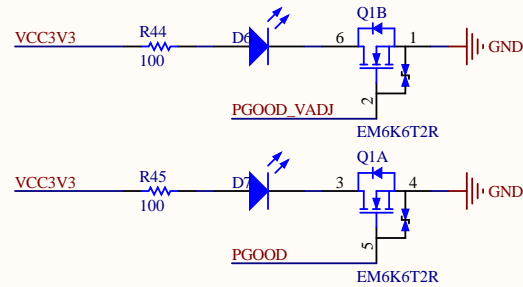 Q1B
VCC3V3 R44 D6 6 1 GND
100
2
PGOOD_VADJ
EM6K6T2R
Q1A
VCC3V3 R45 D7 3 4 GND
100
5
PGOOD
EM6K6T2R